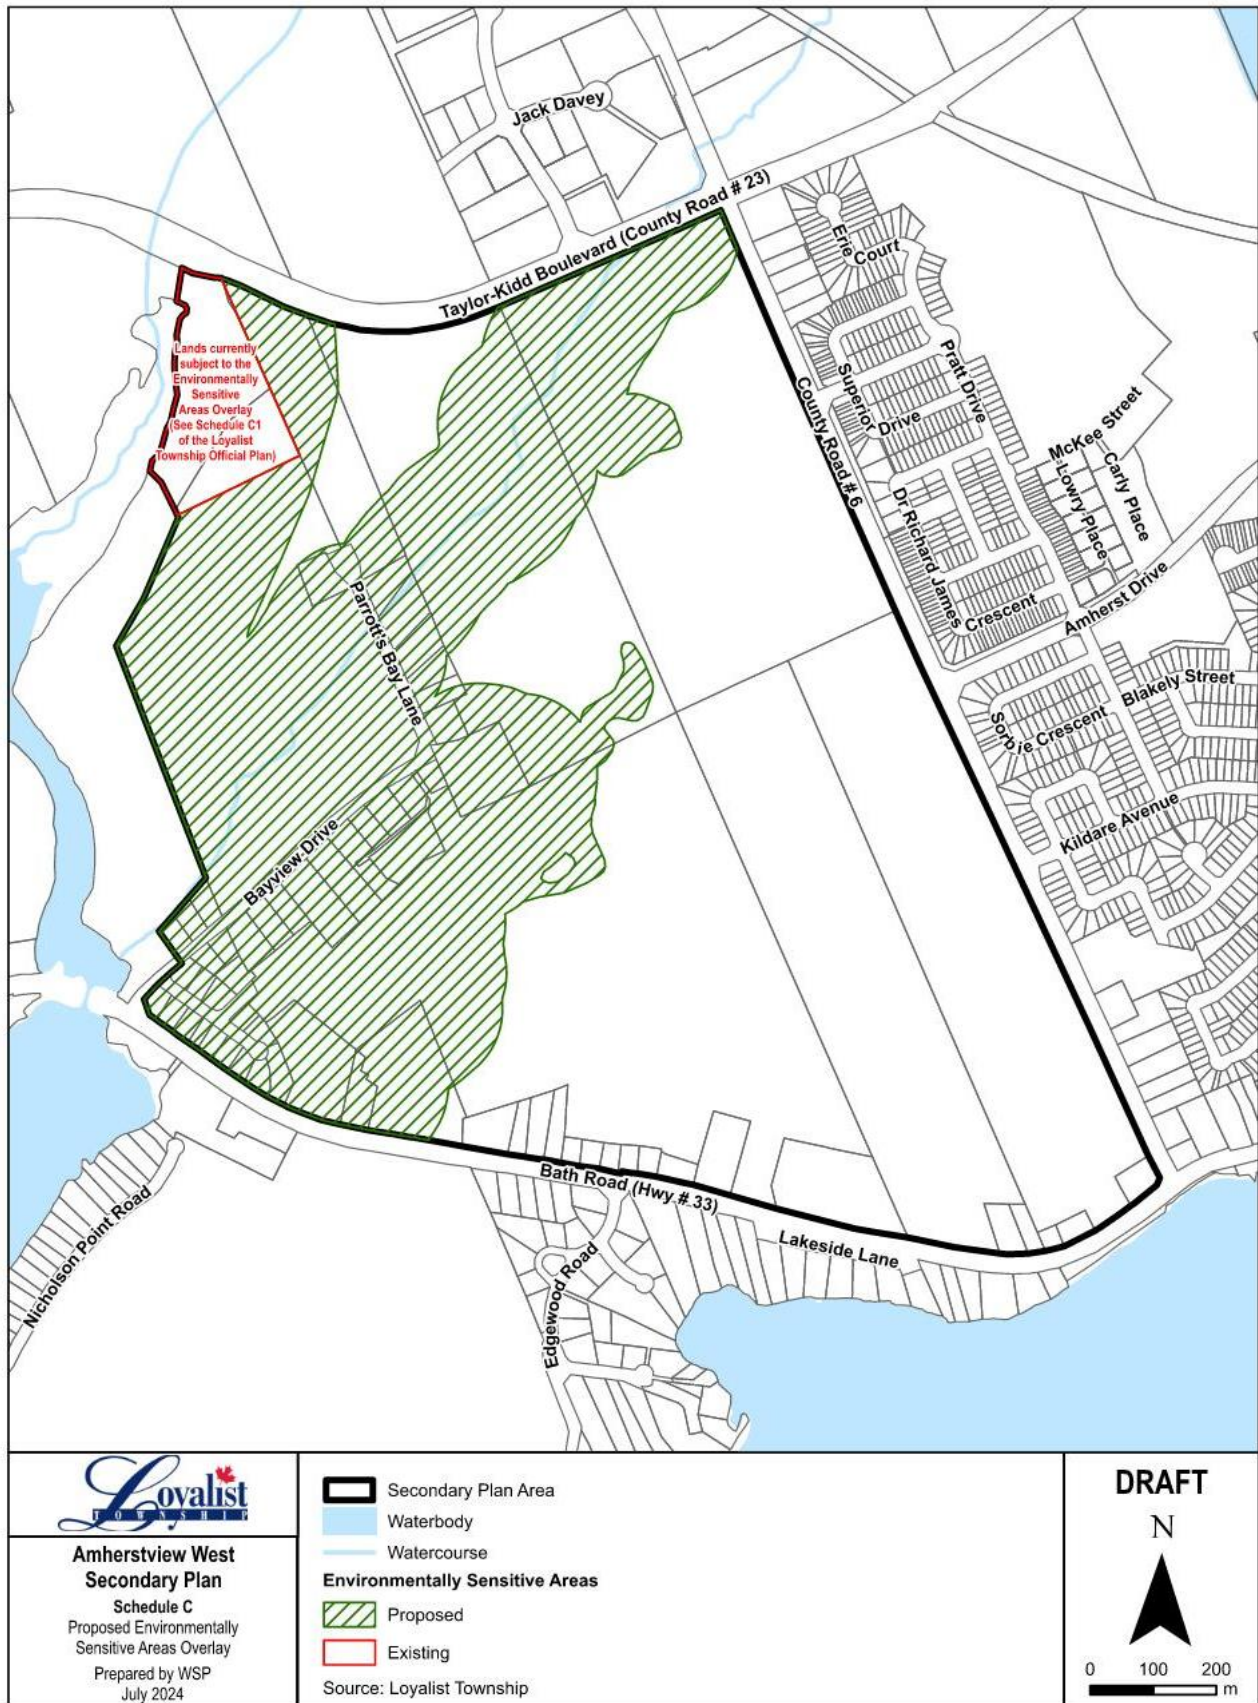 Jack Davey
Taylor-Kidd Boulevard (County Road # 23)
Erie
Court
Lands currently
subject to the
Environmentally
Sensitive
Areas Overlay
(See Schedule C1
of the Loyalist
Township Official Plan)
Superior
Drive
Pratt Drive
County Road # 6
McKee Street
Carly Place
Lowry Place
Dr Richard James
Crescent
Amherst Drive
Parrott's Bay Lane
Blakely Street
Sorbie Crescent
Kildare Avenue
Bayview Drive
Bath Road (Hwy # 33)
Nicholson Point Road
Lakeside Lane
Edgewood Road
Loyalist
TOWNSHIP
Amherstview West
Secondary Plan
Schedule C
Proposed Environmentally
Sensitive Areas Overlay
Prepared by WSP
July 2024
Secondary Plan Area
Waterbody
Watercourse
Environmentally Sensitive Areas
Proposed
Existing
Source: Loyalist Township
DRAFT
N
0 100 200
m